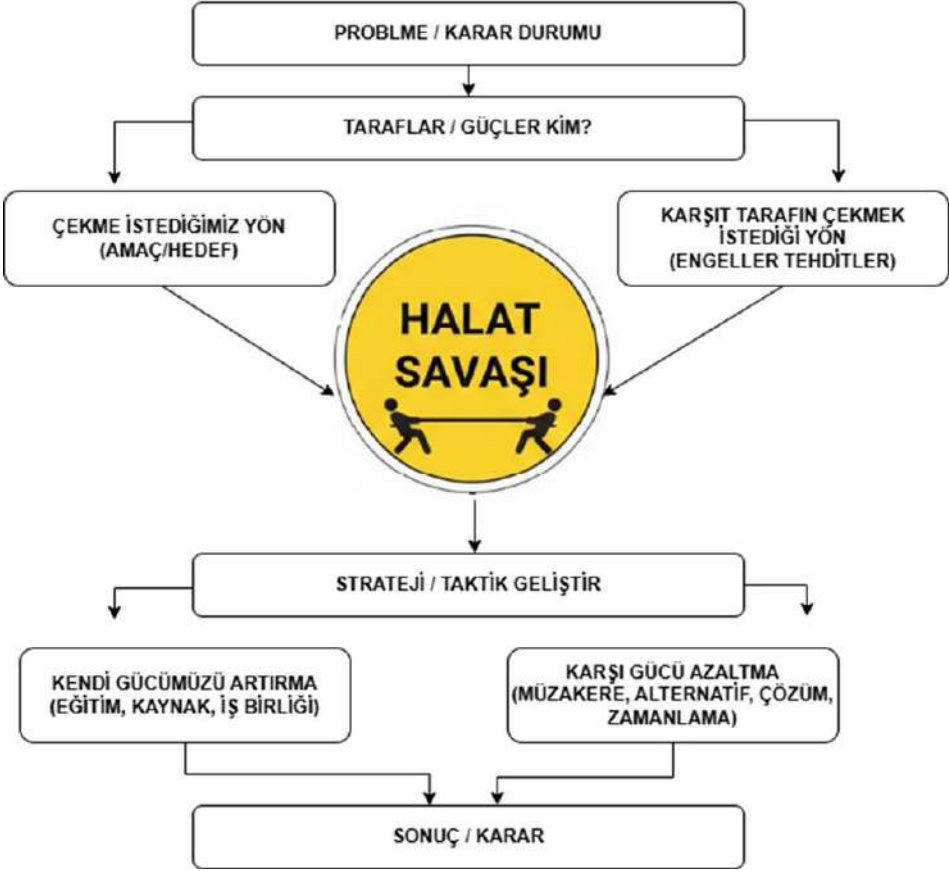 PROBLME / KARAR DURUMU
TARAFLAR / GÜÇLER KİM?
ÇEKME İSTEDİĞİMİZ YÖN
(AMAÇ/HEDEF)
KARŞIT TARAFIN ÇEKMEK
İSTEDİĞİ YÖN
(ENGELLER TEHDİTLER)
HALAT
SAVAŞI
STRATEJİ / TAKTİK GELİŞTİR
KENDİ GÜCÜMÜZÜ ARTIRMA
(EĞİTİM, KAYNAK, İŞ BİRLİĞİ)
KARŞI GÜCÜ AZALTMA
(MÜZAKERE, ALTERNATİF, ÇÖZÜM,
ZAMANLAMA)
SONUÇ / KARAR